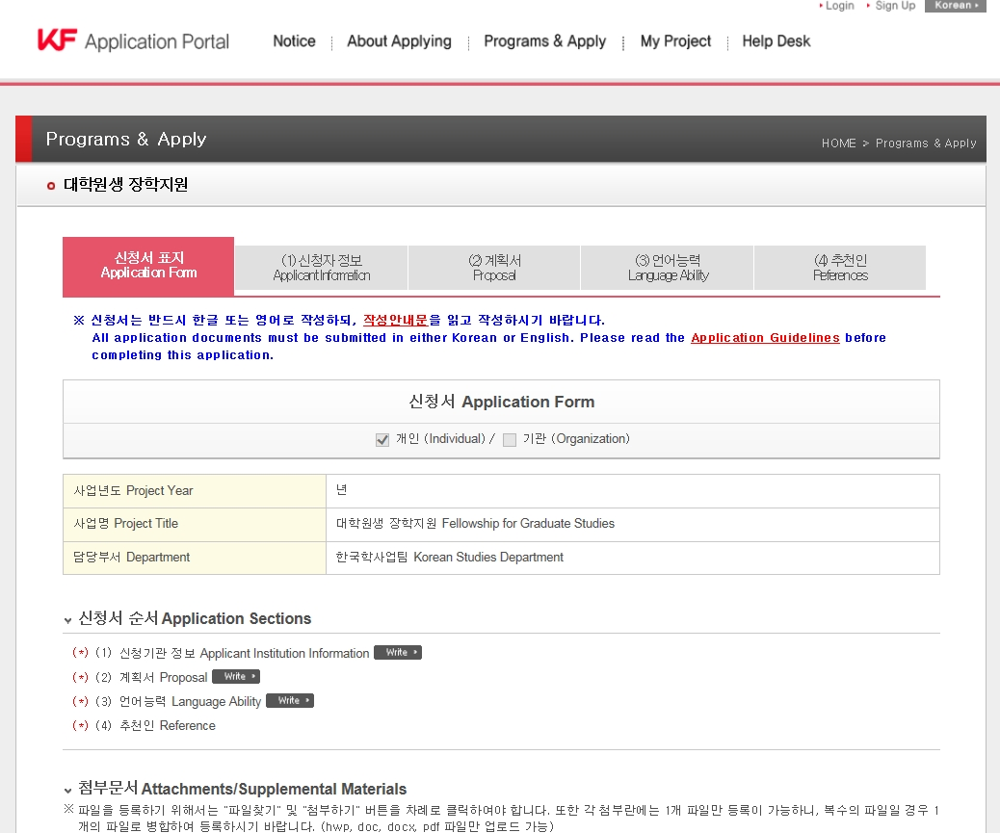 Login Sign Up Korean
KF Application Portal Notice About Applying Programs & Apply My Project Help Desk
Programs & Apply
HOME > Programs & Apply
대학원생 장학지원
신청서 표지 (1) 신청자 정보 (2) 계획서 (3) 언어능력 (4) 추천인
Application Form Applicant Information Proposal Language Ability References
※ 신청서는 반드시 한글 또는 영어로 작성하되, 작성안내문을 읽고 작성하시기 바랍니다.
All application documents must be submitted in either Korean or English. Please read the Application Guidelines before
completing this application.
신청서 Application Form
개인 (Individual) / 기관 (Organization)
사업년도 Project Year 년
사업명 Project Title 대학원생 장학지원 Fellowship for Graduate Studies
담당부서 Department 한국학사업팀 Korean Studies Department
신청서 순서 Application Sections
(*) (1) 신청기관 정보 Applicant Institution Information Write
(*) (2) 계획서 Proposal Write
(*) (3) 언어능력 Language Ability Write
(*) (4) 추천인 Reference
첨부문서 Attachments/Supplemental Materials
※ 파일을 등록하기 위해서는 "파일찾기" 및 "첨부하기" 버튼을 차례로 클릭하여야 합니다. 또한 각 첨부란에는 1개 파일만 등록이 가능하니, 복수의 파일일 경우 1
개의 파일로 병합하여 등록하시기 바랍니다. (hwp, doc, docx, pdf 파일만 업로드 가능)